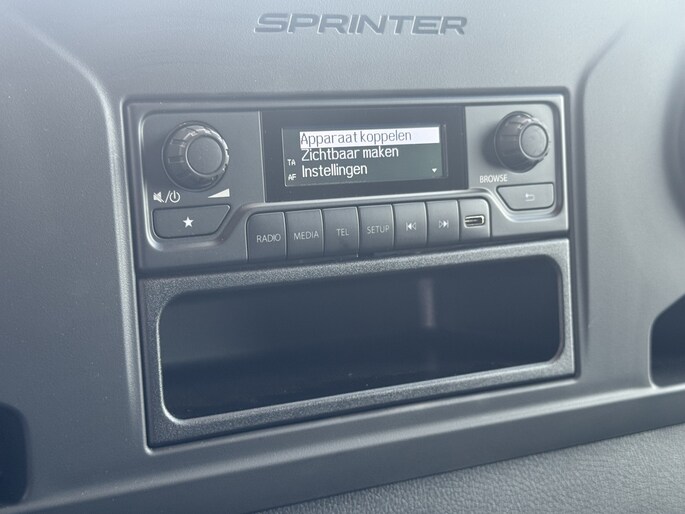 SPRINTER
Apparaat koppelen
TA Zichtbaar maken
AF Instellingen
BROWSE
RADIO MEDIA TEL SETUP